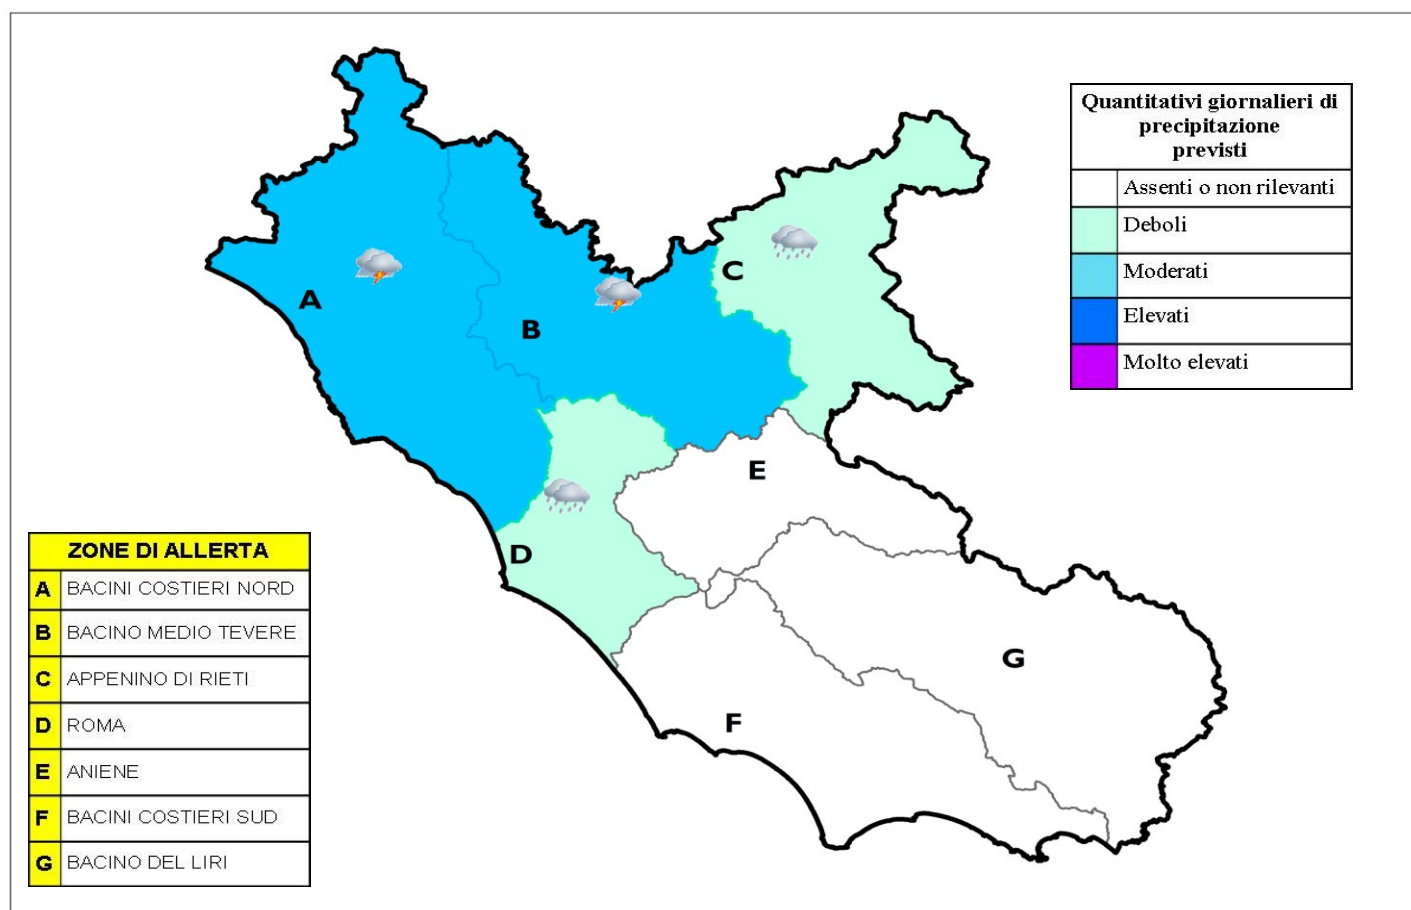 Quantitativi giornalieri di
precipitazione
previsti
Assenti o non rilevanti
Deboli
Moderati
Elevati
Molto elevati
A
B
C
D
E
F
G
ZONE DI ALLERTA
A BACINI COSTIERI NORD
B BACINO MEDIO TEVERE
C APPENINO DI RIETI
D ROMA
E ANIENE
F BACINI COSTIERI SUD
G BACINO DEL LIRI